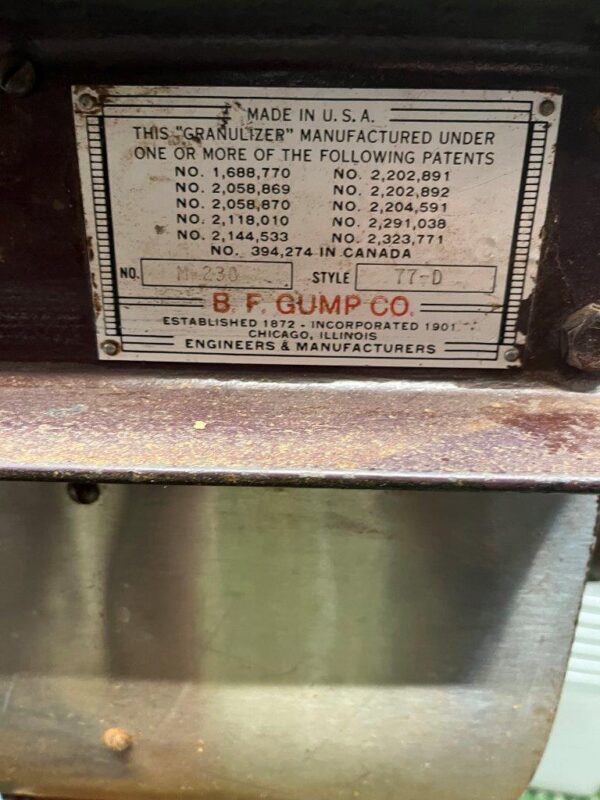 MADE IN U.S.A.
THIS "GRANULIZER" MANUFACTURED UNDER
ONE OR MORE OF THE FOLLOWING PATENTS
NO. 1,688,770 NO. 2,202,891
NO. 2,058,869 NO. 2,202,892
NO. 2,058,870 NO. 2,204,591
NO. 2,118,010 NO. 2,291,038
NO. 2,144,533 NO. 2,323,771
NO. 394,274 IN CANADA
NO. M-230 STYLE 77-D
B. F. GUMP CO.
ESTABLISHED 1872 - INCORPORATED 1901
CHICAGO, ILLINOIS
ENGINEERS & MANUFACTURERS